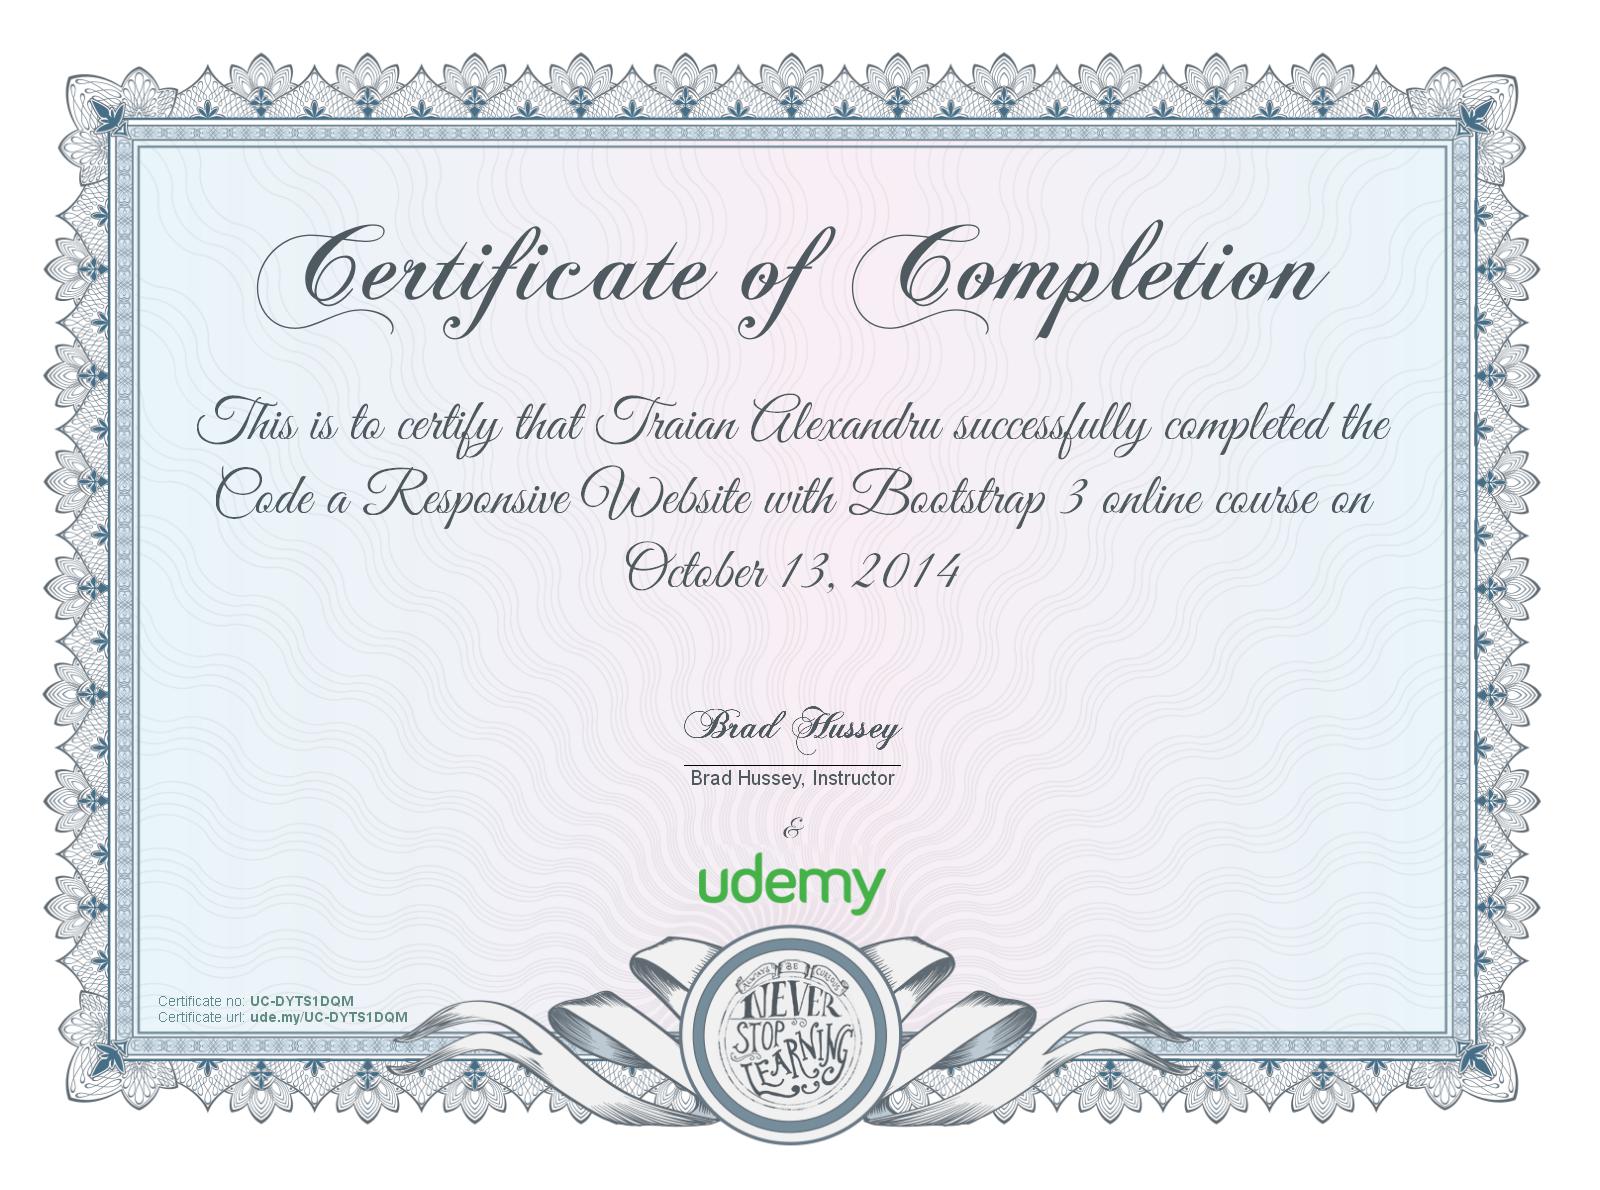 Certificate of Completion
This is to certify that Traian Alexandru successfully completed the
Code a Responsive Website with Bootstrap 3 online course on
October 13, 2014
Brad Hussey
Brad Hussey, Instructor
&
udemy
Certificate no: UC-DYTS1DQM
Certificate url: ude.my/UC-DYTS1DQM
ALWAYS BE CURIOUS
NEVER
STOP
LEARNING